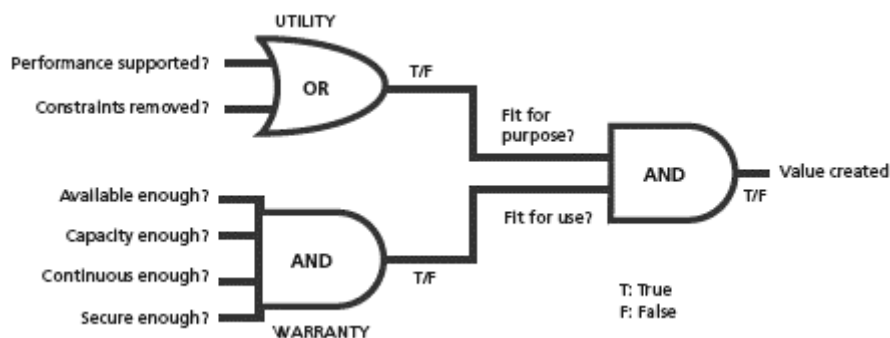 UTILITY
Performance supported?
Constraints removed?
OR
T/F
Fit for
purpose?
AND
Value created
T/F
Available enough?
Capacity enough?
Continuous enough?
Secure enough?
AND
T/F
WARRANTY
Fit for use?
T: True
F: False